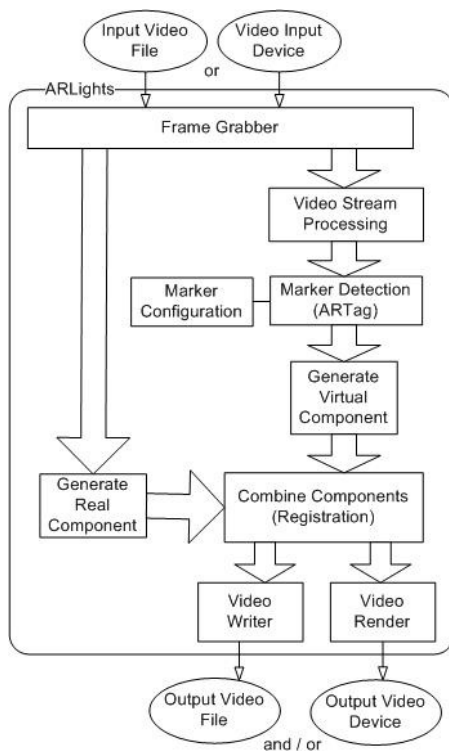 Input Video
File
Video Input
Device
or
ARLights
Frame Grabber
Video Stream
Processing
Marker
Configuration
Marker Detection
(ARTag)
Generate
Virtual
Component
Generate
Real
Component
Combine Components
(Registration)
Video
Writer
Video
Render
Output Video
File
Output Video
Device
and / or